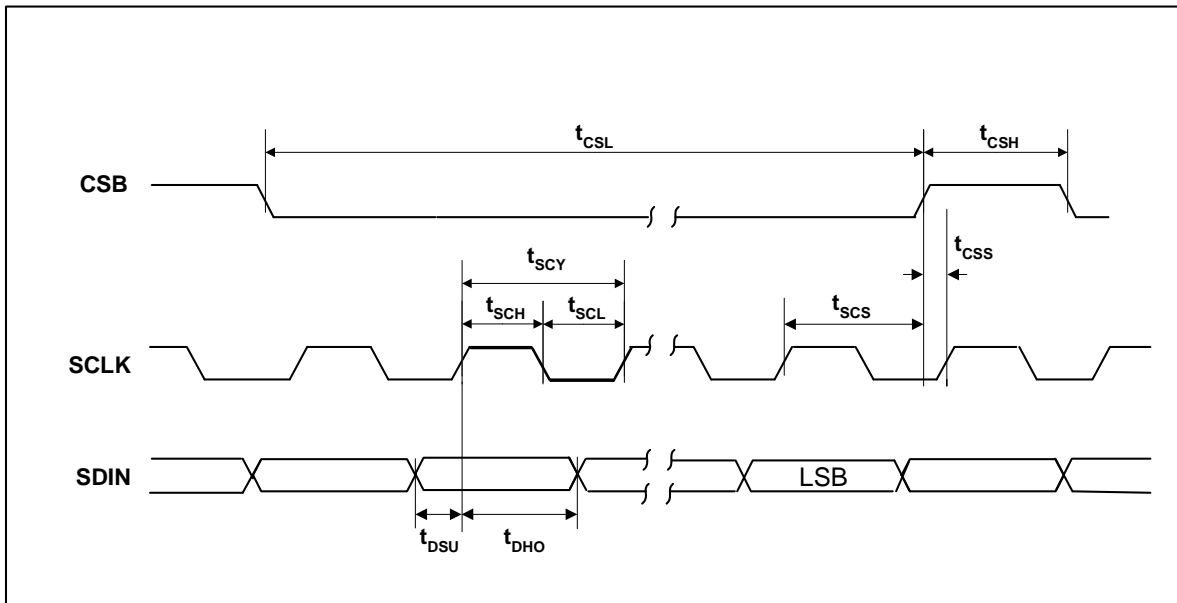 tCSL
tCSH
CSB
tCSS
tSCY
tSCH
tSCL
tSCS
SCLK
SDIN
LSB
tDSU
tDHO